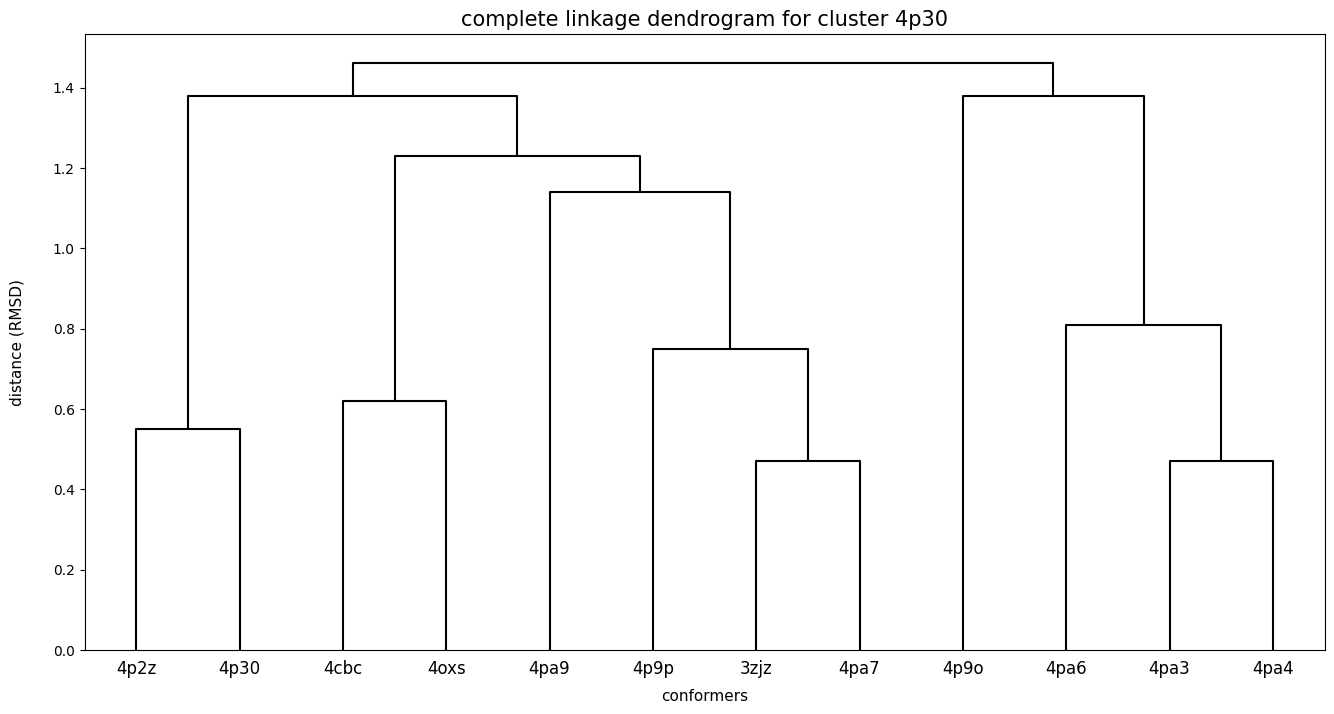 complete linkage dendrogram for cluster 4p30
1.4
1.2
1.0
0.8
0.6
0.4
0.2
0.0
distance (RMSD)
4p2z 4p30 4cbc 4oxs 4pa9 4p9p 3zjz 4pa7 4p9o 4pa6 4pa3 4pa4
conformers